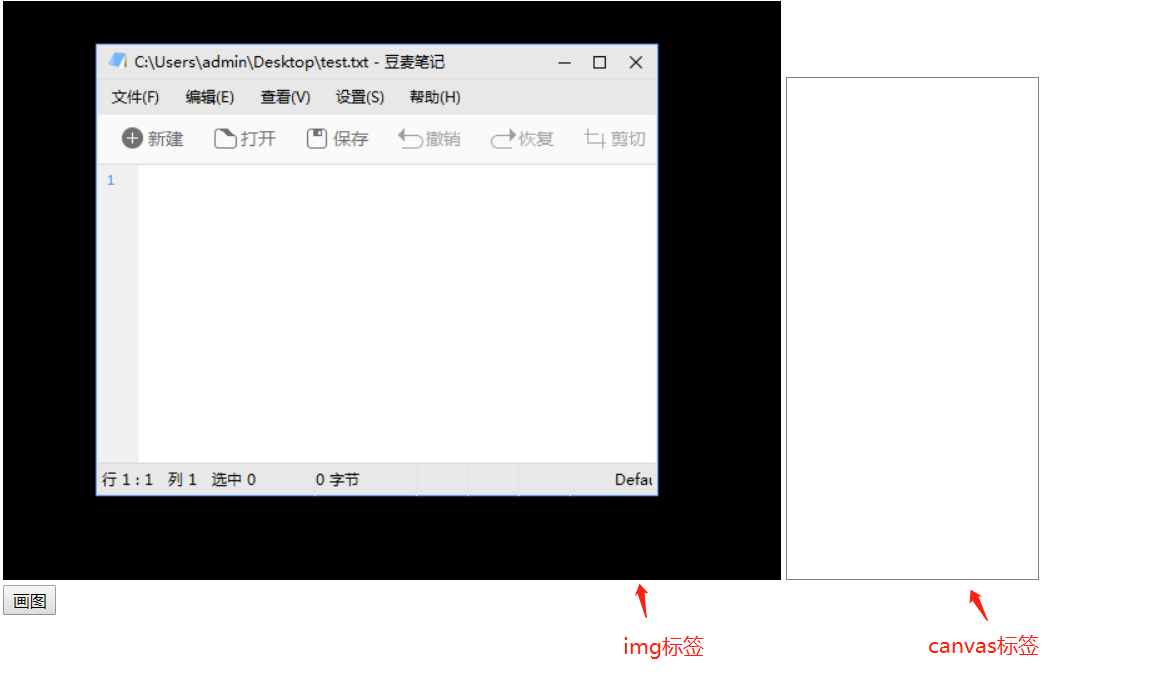 C:\Users\admin\Desktop\test.txt - 豆麦笔记
文件(F) 编辑(E) 查看(V) 设置(S) 帮助(H)
新建 打开 保存 撤销 恢复 剪切
1
行 1 : 1 列 1 选中 0 0 字节 Defau
画图
img标签
canvas标签